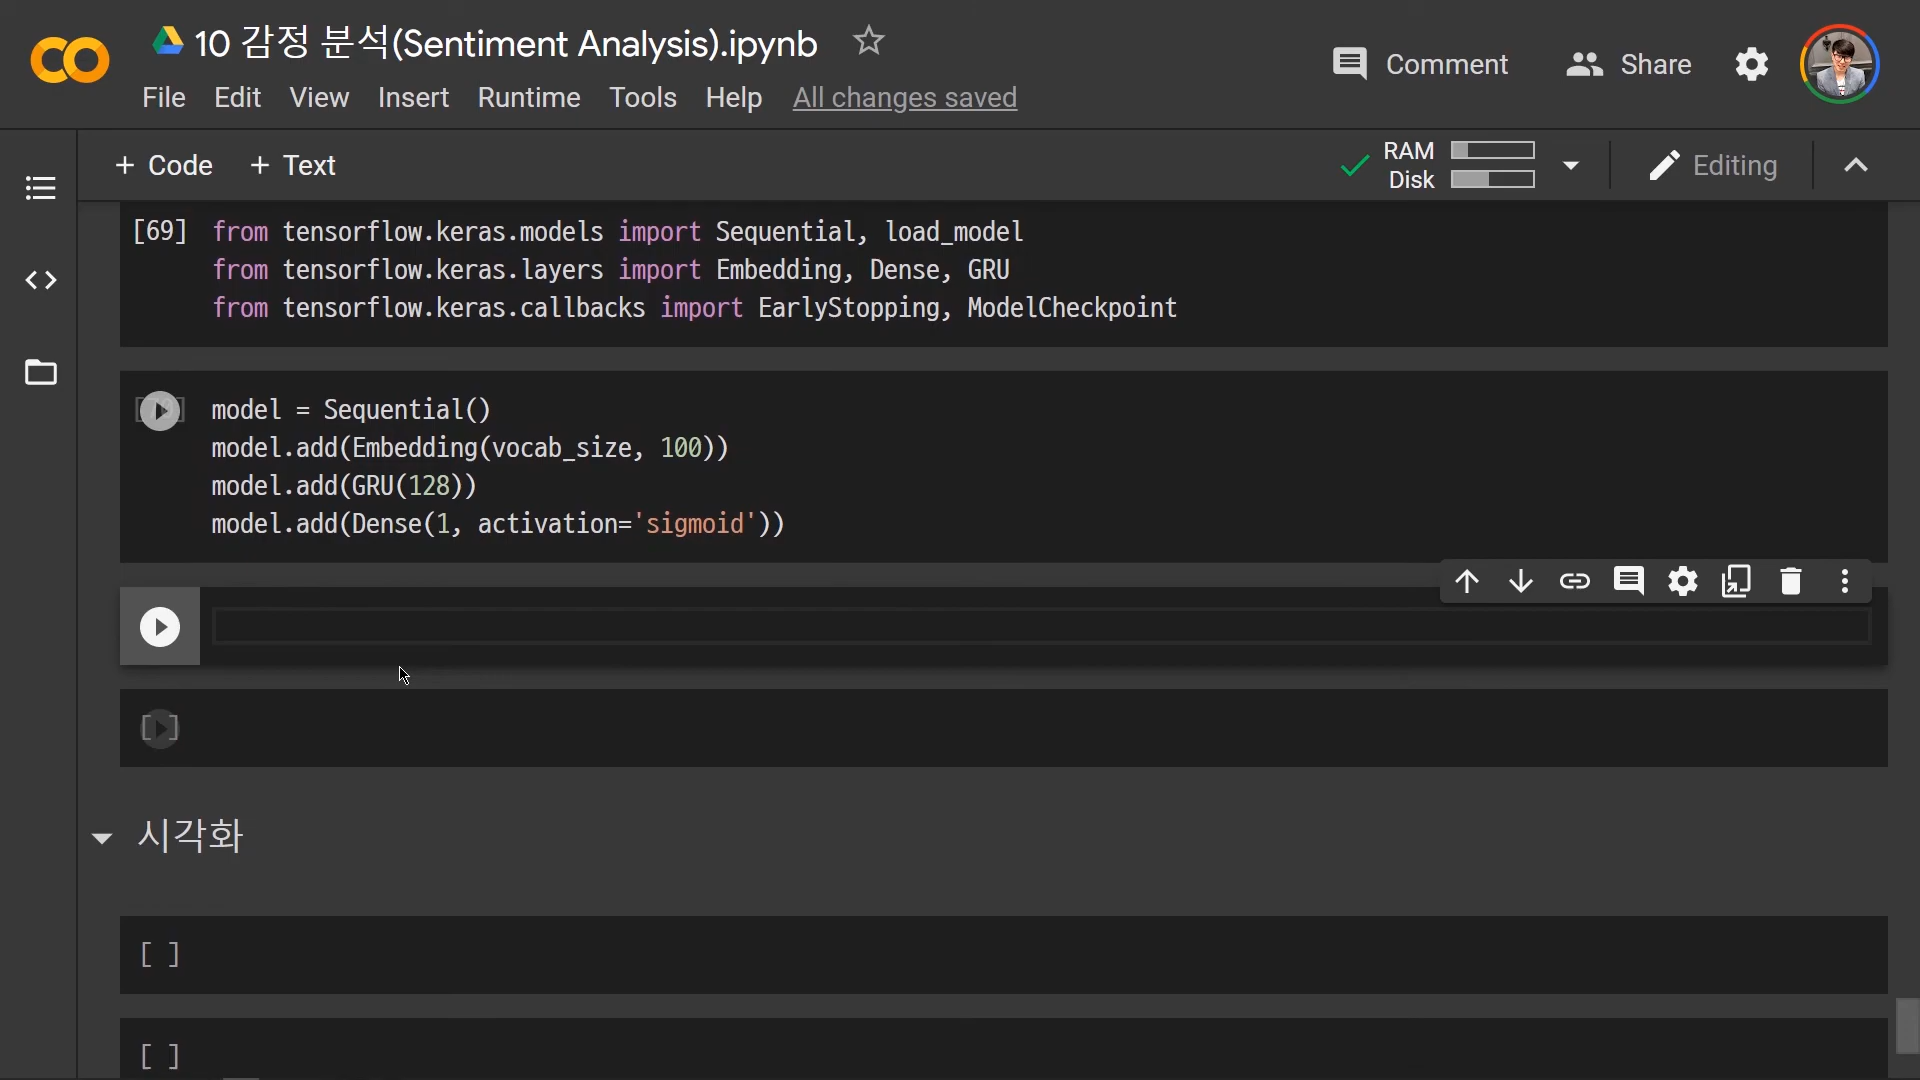 10 감정 분석(Sentiment Analysis).ipynb
Comment
Share
File Edit View Insert Runtime Tools Help All changes saved
+ Code + Text
RAM
Disk
Editing
[69] from tensorflow.keras.models import Sequential, load_model
from tensorflow.keras.layers import Embedding, Dense, GRU
from tensorflow.keras.callbacks import EarlyStopping, ModelCheckpoint
model = Sequential()
model.add(Embedding(vocab_size, 100))
model.add(GRU(128))
model.add(Dense(1, activation='sigmoid'))
[ ]
시각화
[ ]
[ ]